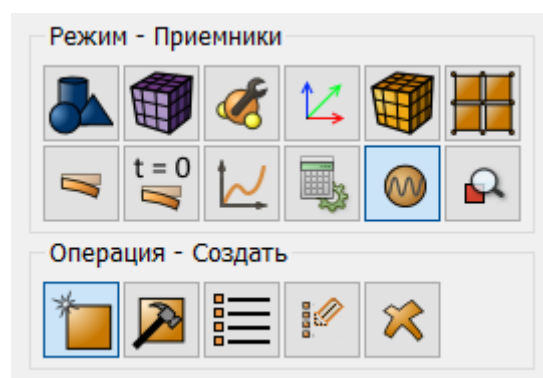 Режим - Приемники
t = 0
Операция - Создать